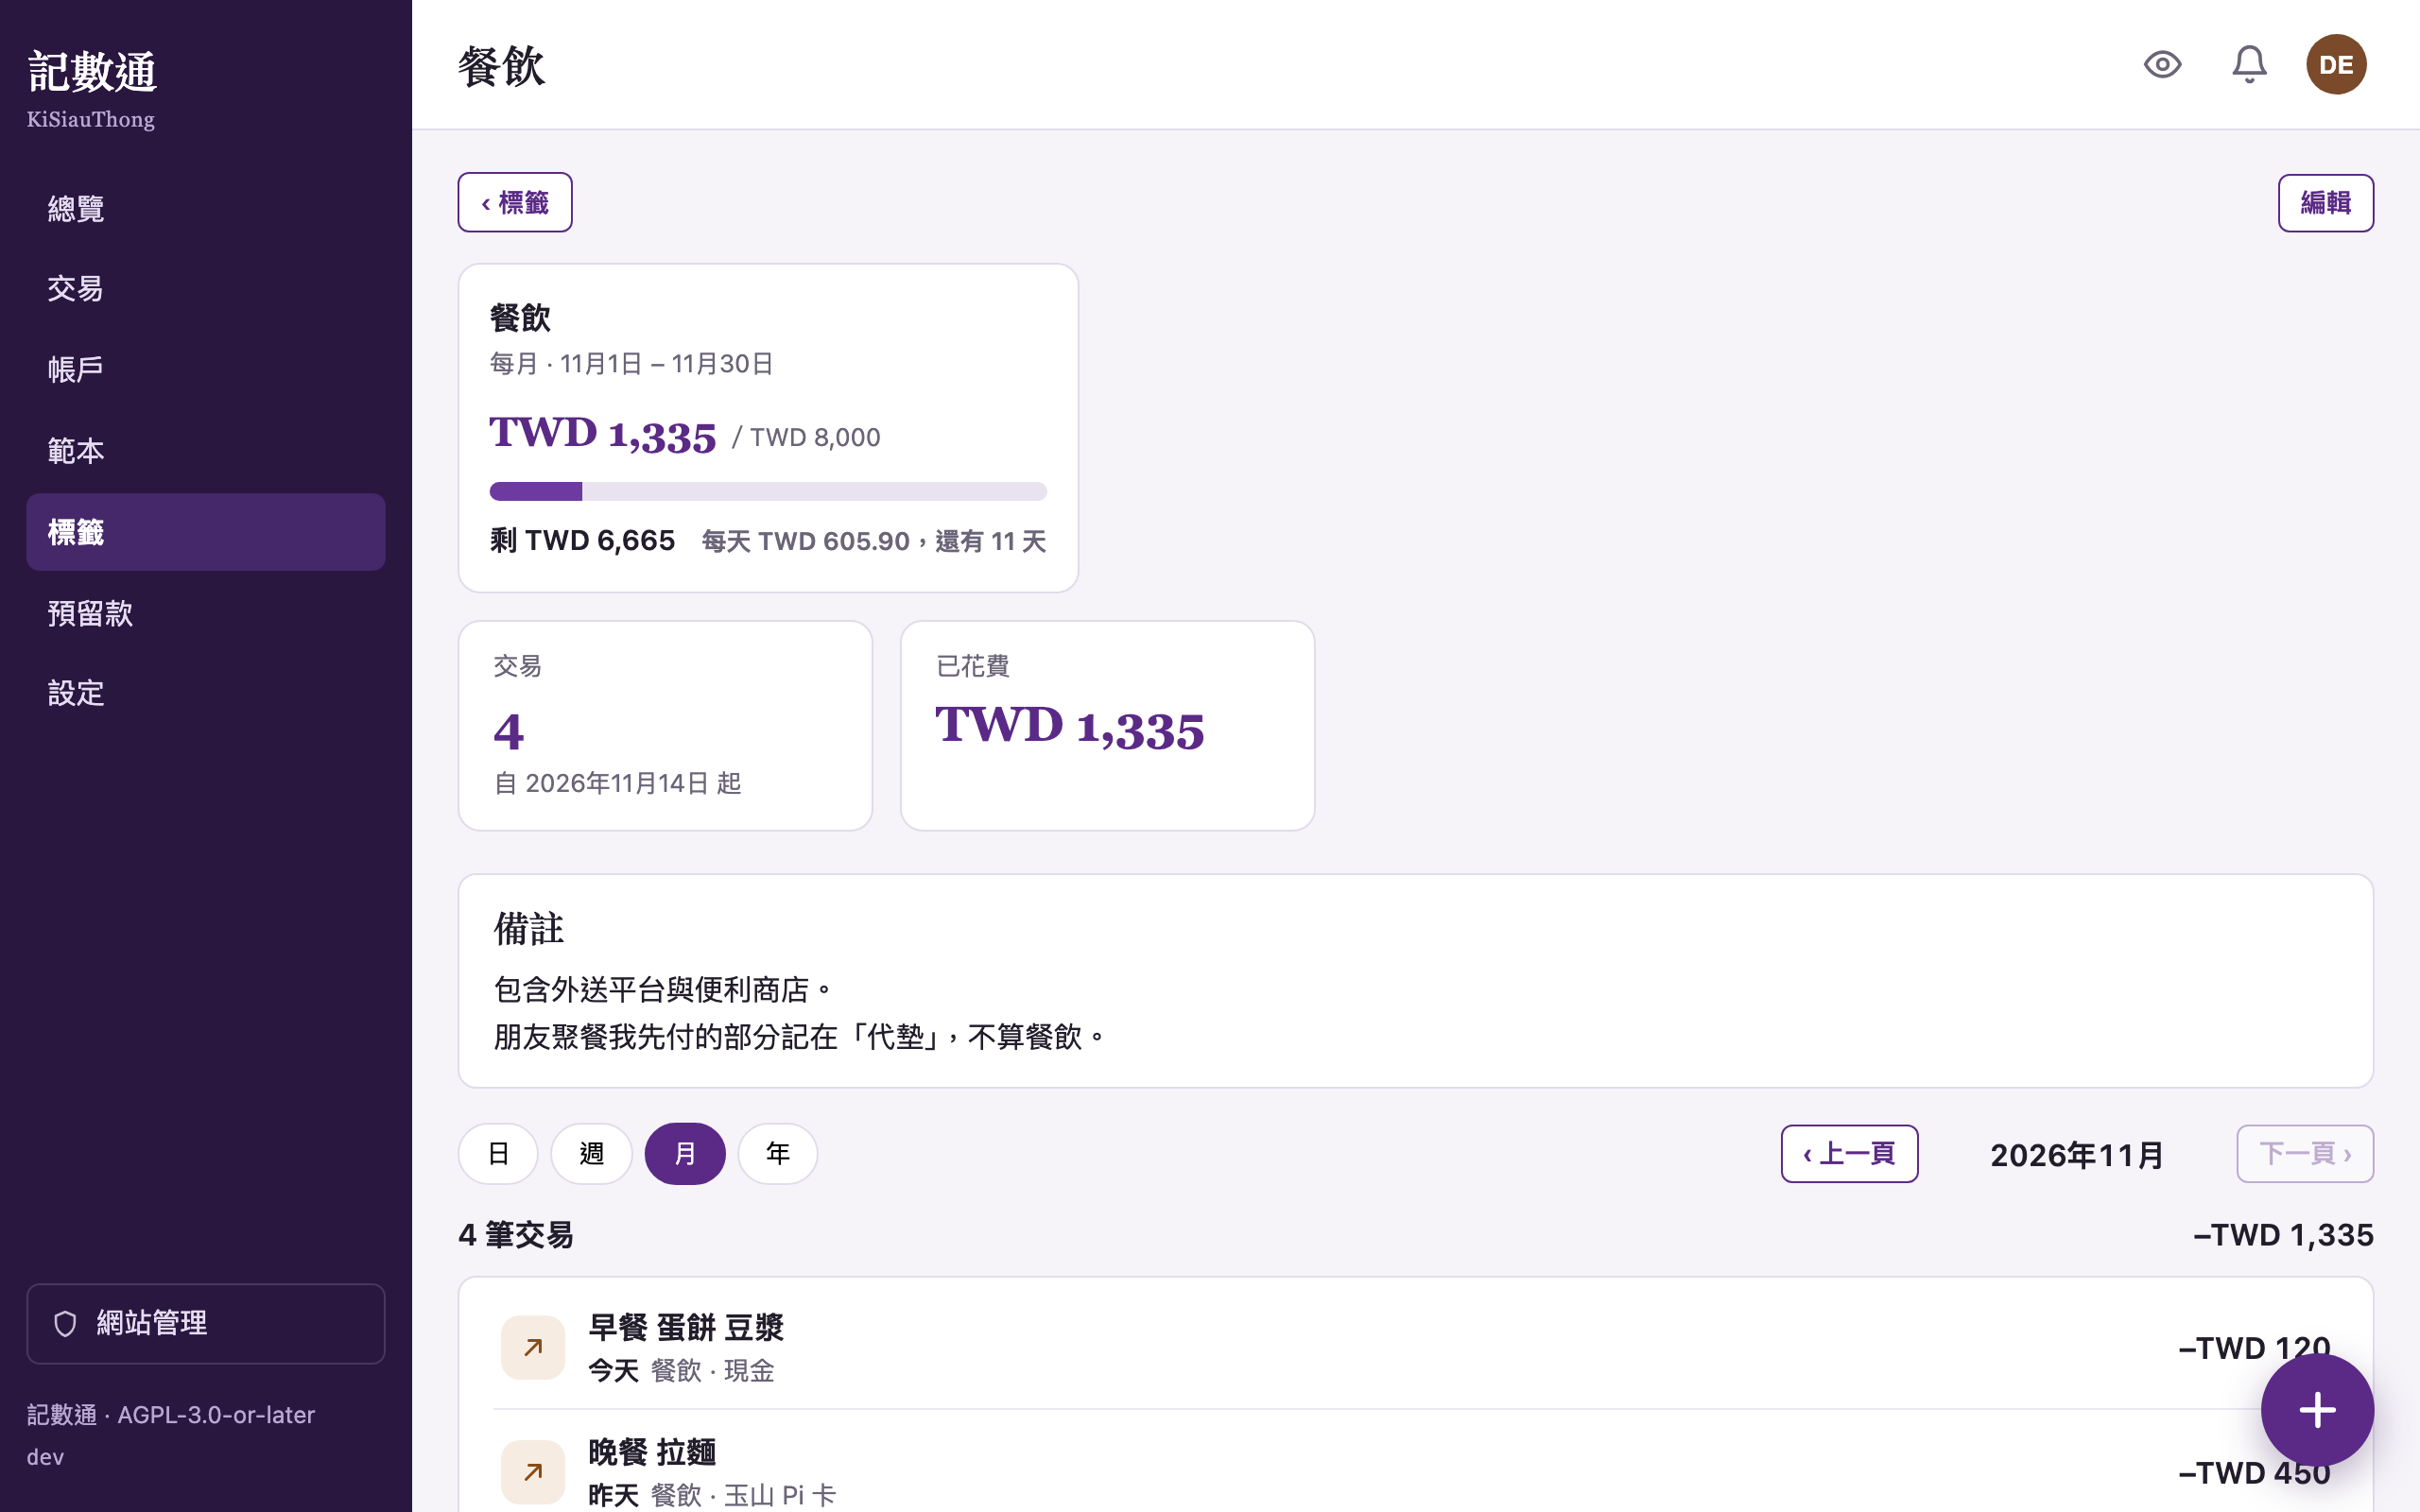 記數通
KiSiauThong
總覽
交易
帳戶
範本
標籤
預留款
設定
網站管理
記數通 · AGPL-3.0-or-later
dev
餐飲
DE
‹ 標籤
編輯
餐飲
每月 · 11月1日 – 11月30日
TWD 1,335 / TWD 8,000
剩 TWD 6,665 每天 TWD 605.90，還有 11 天
交易
4
自 2026年11月14日 起
已花費
TWD 1,335
備註
包含外送平台與便利商店。
朋友聚餐我先付的部分記在「代墊」，不算餐飲。
日 週 月 年
‹ 上一頁 2026年11月 下一頁 ›
4 筆交易 –TWD 1,335
早餐 蛋餅 豆漿
今天 餐飲 · 現金
–TWD 120
晚餐 拉麵
昨天 餐飲 · 玉山 Pi 卡
–TWD 450